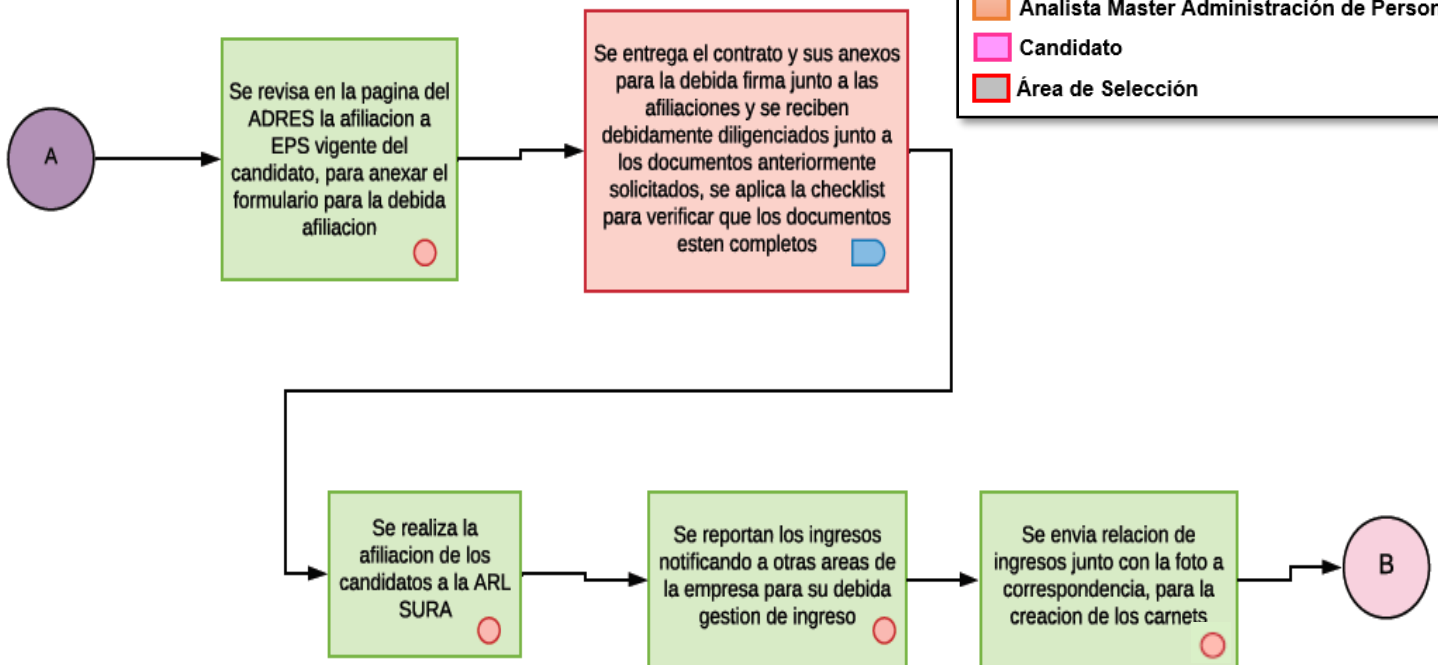 Analista Master Administración de Person
Candidato
Área de Selección
A
Se revisa en la pagina del
ADRES la afiliacion a
EPS vigente del
candidato, para anexar el
formulario para la debida
afiliacion
Se entrega el contrato y sus anexos
para la debida firma junto a las
afiliaciones y se reciben
debidamente diligenciados junto a
los documentos anteriormente
solicitados, se aplica la checklist
para verificar que los documentos
esten completos
Se realiza la
afiliacion de los
candidatos a la ARL
SURA
Se reportan los ingresos
notificando a otras areas de
la empresa para su debida
gestion de ingreso
Se envia relacion de
ingresos junto con la foto a
correspondencia, para la
creacion de los carnets
B